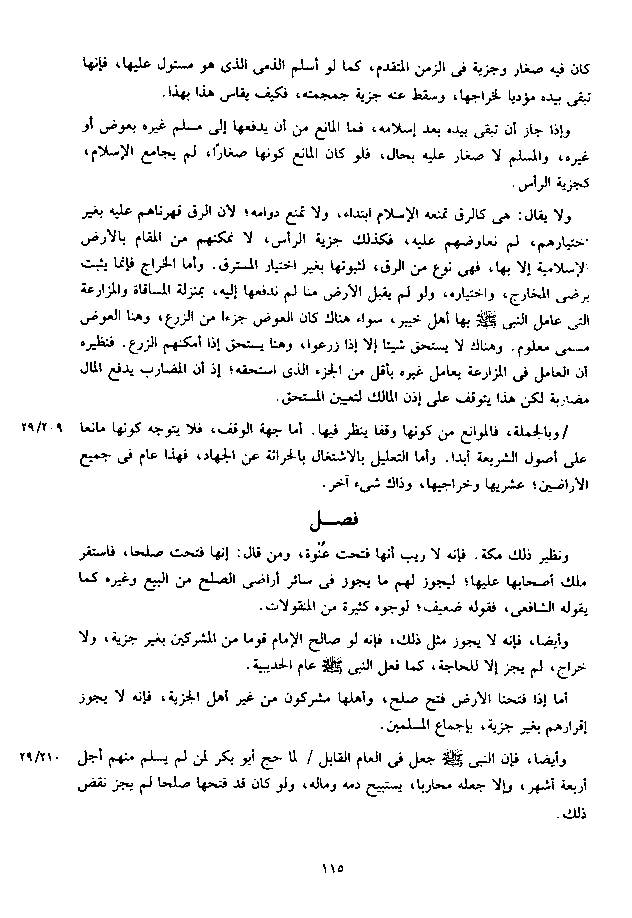 كان فيه صغار وجزية فى الزمن المتقدم، كما لو أسلم الذمى الذى هو مستول عليها، فإنها
تبقى بيده مؤديا لخراجها، وسقط عنه جزية جمجمته، فكيف يقاس هذا بهذا.
وإذا جاز أن تبقى بيده بعد إسلامه، فما المانع من أن يدفعها إلى مسلم غيره بعوض أو
غيره، والمسلم لا صغار عليه بحال، فلو كان المانع كونها صغارًا، لم يجامع الإسلام،
كجزية الرأس.
ولا يقال: هى كالرق تمنعه الإسلام ابتداء، ولا تمنع دوامه؛ لأن الرق قهرناهم عليه بغير
ختيارهم، لم نعاوضهم عليه، فكذلك جزية الرأس، لا نمكنهم من المقام بالأرض
الإسلامية إلا بها، فهى نوع من الرق، لثبوتها بغير اختيار المسترق. وأما الخراج فإنما يثبت
برضى المخارج، واختياره، ولو لم يقبل الأرض منا لم ندفعها إليه، بمنزلة المساقاة والمزارعة
التى عامل النبى ﷺ بها أهل خيبر، سواء هناك كان العوض جزءا من الزرع، وهنا العوض
مسمى معلوم. وهناك لا يستحق شيئا إلا إذا زرعوا، وهنا يستحق إذا أمكنهم الزرع. فنظيره
أن العامل فى المزارعة يعامل غيره بأقل من الجزء الذى استحقه؛ إذ أن المضارب يدفع المال
مضاربة لكن هذا يتوقف على إذن المالك لتعيين المستحق.
/ وبالجملة، فالموانع من كونها وقفا ينظر فيها. أما جهة الوقف، فلا يتوجه كونها مانعا ٢٩/٢٠٩
على أصول الشريعة أبدا. وأما التعليل بالاشتغال بالحراثة عن الجهاد، فهذا عام فى جميع
الأراضين؛ عشريها وخراجيها، وذاك شىء آخر.
فصــل
ونظير ذلك مكة. فإنه لا ريب أنها فتحت عُنْوة، ومن قال: إنها فتحت صلحا، فاستقر
ملك أصحابها عليها؛ ليجوز لهم ما يجوز فى سائر أراضى الصلح من البيع وغيره كما
يقوله الشافعى، فقوله ضعيف؛ لوجوه كثيرة من المنقولات.
وأيضا، فإنه لا يجوز مثل ذلك، فإنه لو صالح الإمام قوما من المشركين بغير جزية، ولا
خراج، لم يجز إلا للحاجة، كما فعل النبى ﷺ عام الحديبية.
أما إذا فتحنا الأرض فتح صلح، وأهلها مشركون من غير أهل الجزية، فإنه لا يجوز
إقرارهم بغير جزية، بإجماع المسلمين.
وأيضا، فإن النبى ﷺ جعل فى العام القابل / لما حج أبو بكر لمن لم يسلم منهم أجل ٢٩/٢١٠
أربعة أشهر، وإلا جعله محاربا، يستبيح دمه وماله، ولو كان قد فتحها صلحا لم يجز نقض
ذلك.
١١٥